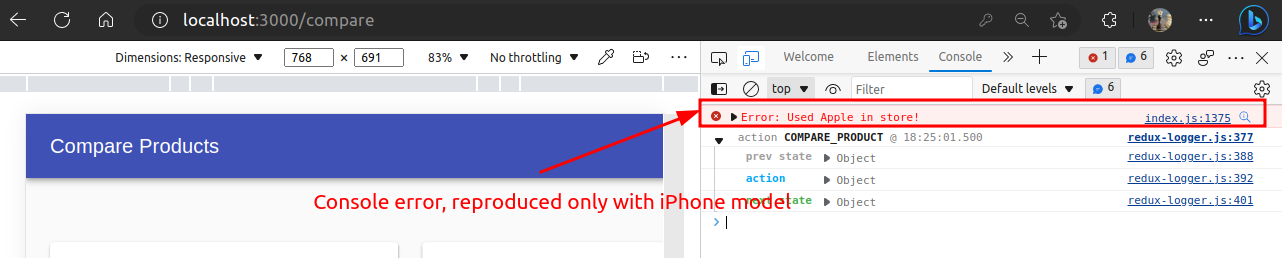 localhost:3000/compare
Dimensions: Responsive 768 × 691 83% No throttling
Welcome Elements Console 1 6
top Filter Default levels 6
Error: Used Apple in store! index.js:1375
Compare Products
action COMPARE_PRODUCT @ 18:25:01.500 redux-logger.js:377
prev state Object redux-logger.js:388
action Object redux-logger.js:392
next state Object redux-logger.js:401
Console error, reproduced only with iPhone model